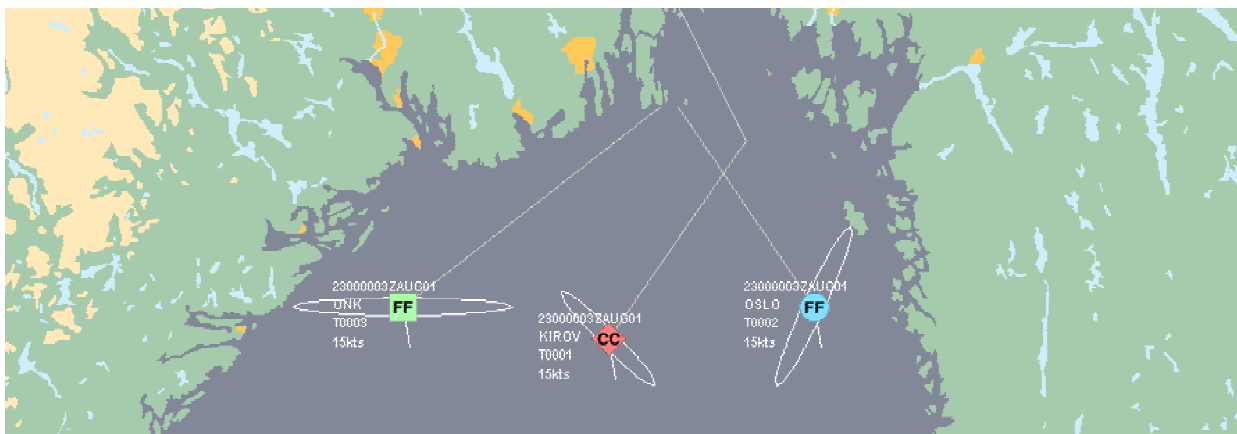 23000003ZAUG01
UNK
FF
T0003
15kts
23000003ZAUG01
KIROV
CC
T0001
15kts
23000003ZAUG01
OSLO
FF
T0002
15kts